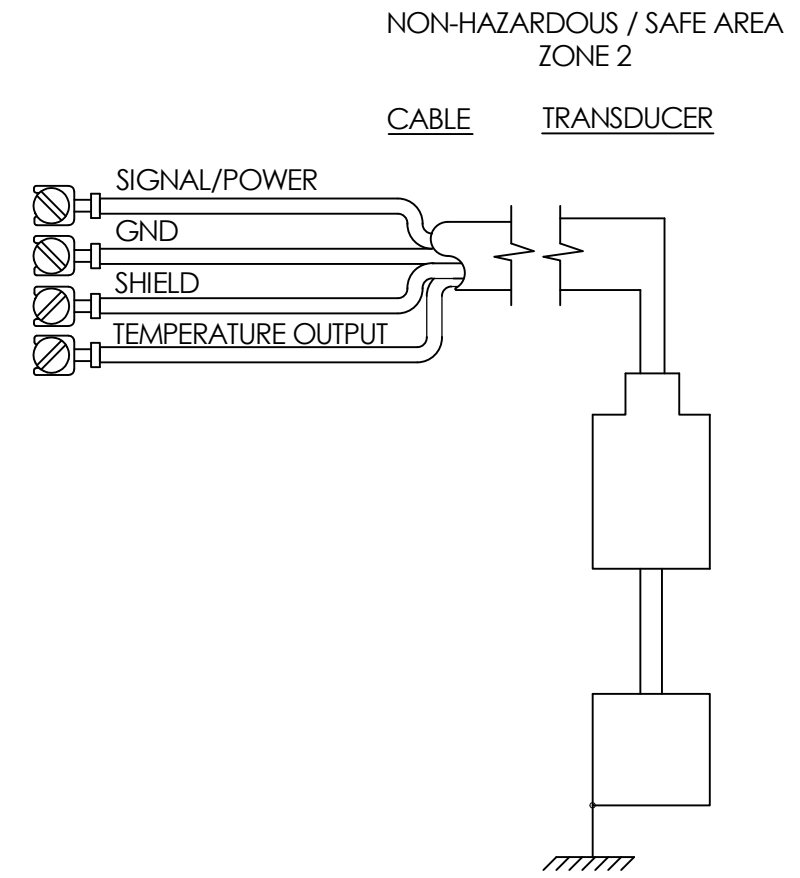 NON-HAZARDOUS / SAFE AREA
ZONE 2
CABLE
TRANSDUCER
SIGNAL/POWER
GND
SHIELD
TEMPERATURE OUTPUT